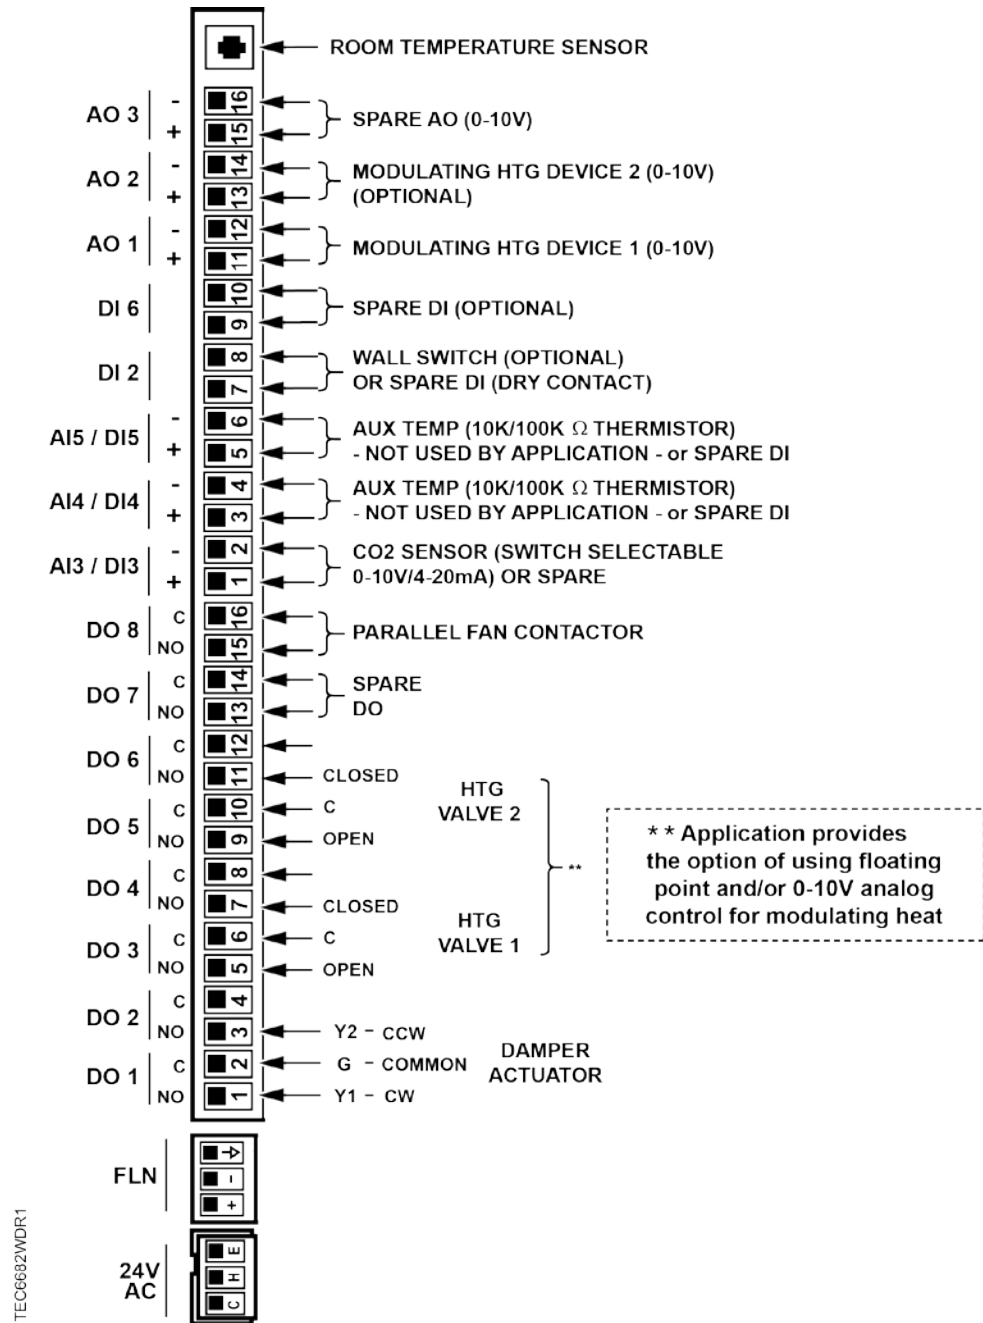 ROOM TEMPERATURE SENSOR
AO 3
-
+
16
15
SPARE AO (0-10V)
AO 2
-
+
14
13
MODULATING HTG DEVICE 2 (0-10V)
(OPTIONAL)
AO 1
-
+
12
11
MODULATING HTG DEVICE 1 (0-10V)
DI 6
10
9
SPARE DI (OPTIONAL)
DI 2
8
7
WALL SWITCH (OPTIONAL)
OR SPARE DI (DRY CONTACT)
AI5 / DI5
-
+
6
5
AUX TEMP (10K/100K Ω THERMISTOR)
- NOT USED BY APPLICATION - or SPARE DI
AI4 / DI4
-
+
4
3
AUX TEMP (10K/100K Ω THERMISTOR)
- NOT USED BY APPLICATION - or SPARE DI
AI3 / DI3
-
+
2
1
CO2 SENSOR (SWITCH SELECTABLE
0-10V/4-20mA) OR SPARE
DO 8
C
NO
16
15
PARALLEL FAN CONTACTOR
DO 7
C
NO
14
13
SPARE
DO
DO 6
C
NO
12
11
CLOSED
DO 5
C
NO
10
9
C
OPEN
HTG
VALVE 2
DO 4
C
NO
8
7
CLOSED
DO 3
C
NO
6
5
C
OPEN
HTG
VALVE 1
**
* * Application provides
the option of using floating
point and/or 0-10V analog
control for modulating heat
DO 2
C
NO
4
3
Y2 - CCW
DO 1
C
NO
2
1
G - COMMON
Y1 - CW
DAMPER
ACTUATOR
FLN
-
+
24V
AC
E
H
C
TEC6682WDR1